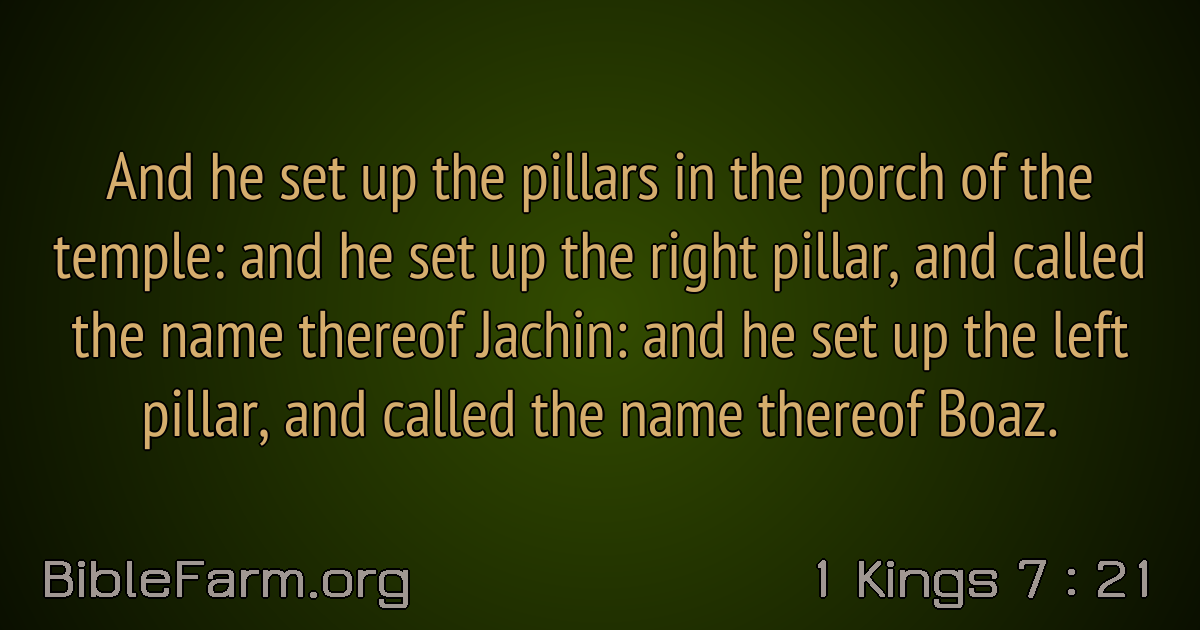 And he set up the pillars in the porch of the
temple: and he set up the right pillar, and called
the name thereof Jachin: and he set up the left
pillar, and called the name thereof Boaz.
BibleFarm.org
1 Kings 7 : 21